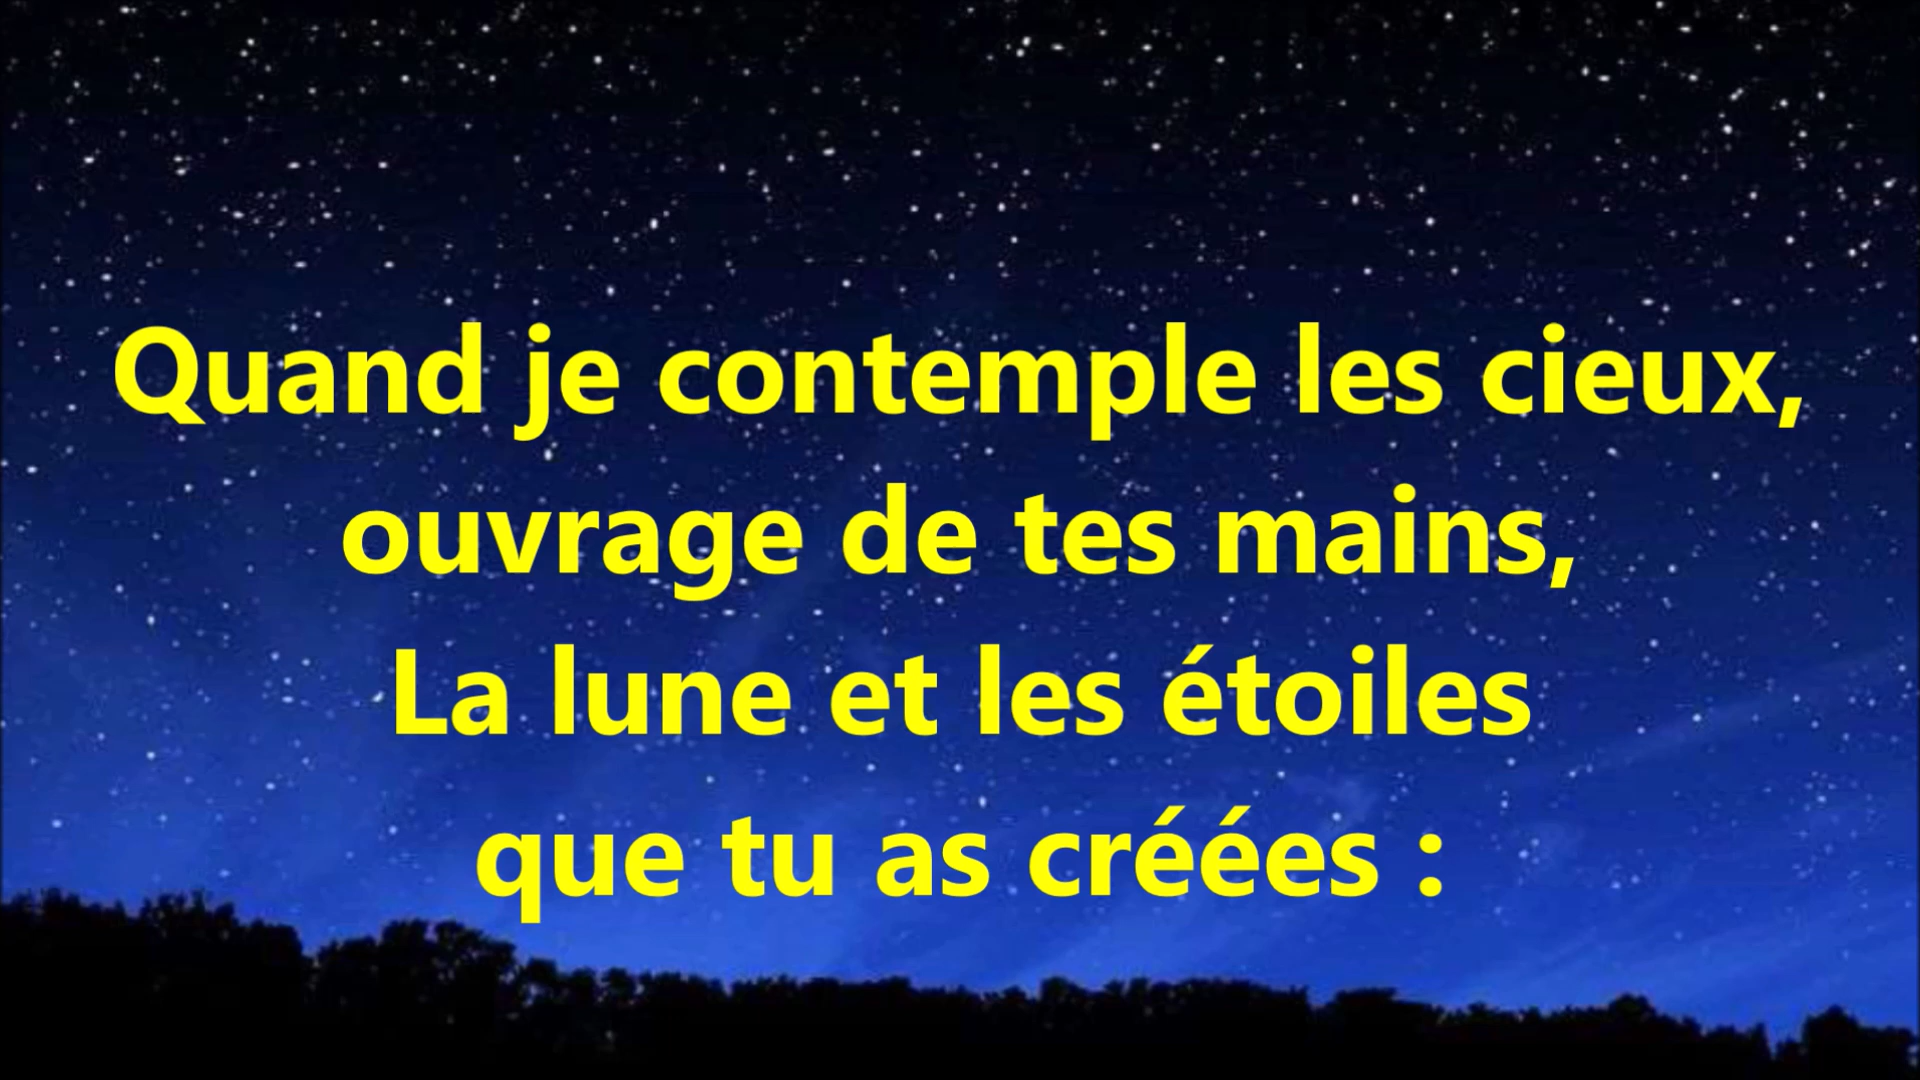 Quand je contemple les cieux,
ouvrage de tes mains,
La lune et les étoiles
que tu as créées :